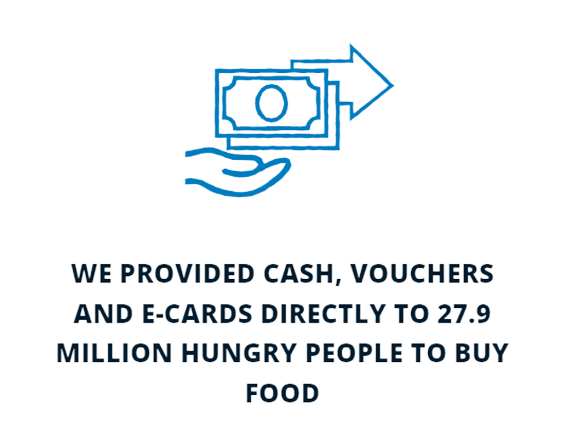 WE PROVIDED CASH, VOUCHERS
AND E-CARDS DIRECTLY TO 27.9
MILLION HUNGRY PEOPLE TO BUY
FOOD